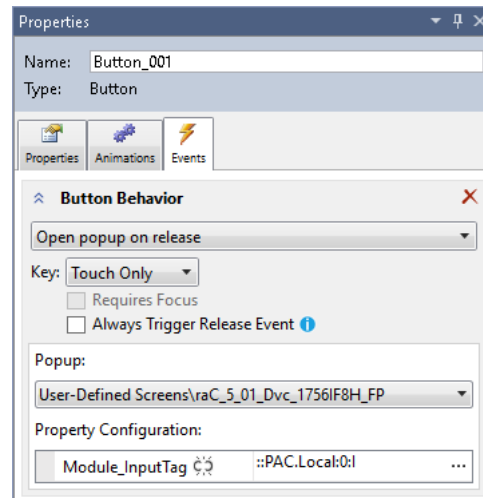 Properties
Name: Button_001
Type: Button
Properties Animations Events
Button Behavior
Open popup on release
Key: Touch Only
Requires Focus
Always Trigger Release Event
Popup:
User-Defined Screens\raC_5_01_Dvc_1756IF8H_FP
Property Configuration:
Module_InputTag ::PAC.Local:0:I ...